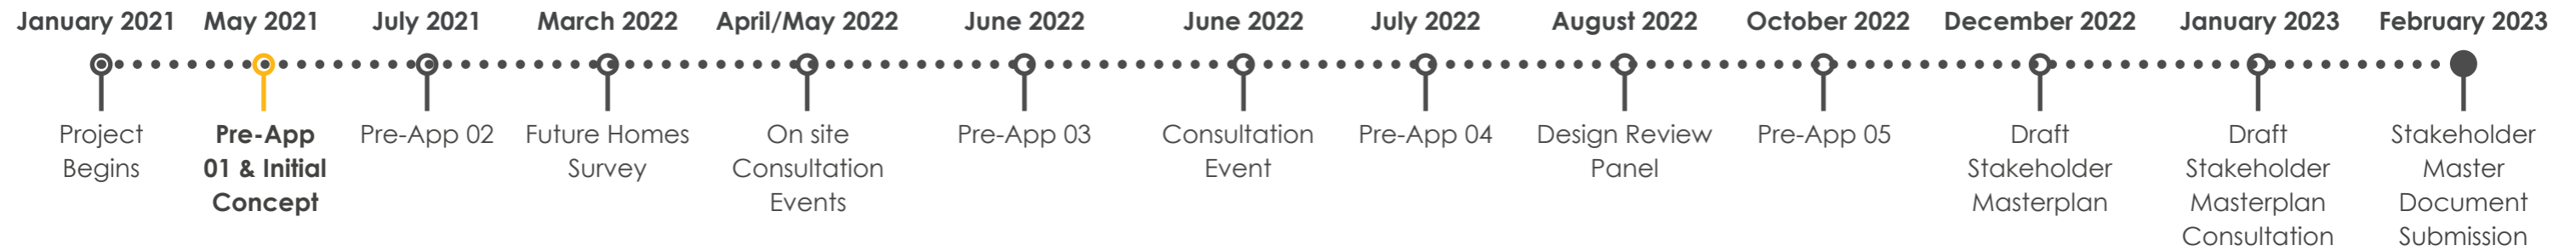 January 2021
May 2021
July 2021
March 2022
April/May 2022
June 2022
June 2022
July 2022
August 2022
October 2022
December 2022
January 2023
February 2023
Project
Begins
Pre-App
01 & Initial
Concept
Pre-App 02
Future Homes
Survey
On site
Consultation
Events
Pre-App 03
Consultation
Event
Pre-App 04
Design Review
Panel
Pre-App 05
Draft
Stakeholder
Masterplan
Draft
Stakeholder
Masterplan
Consultation
Stakeholder
Master
Document
Submission